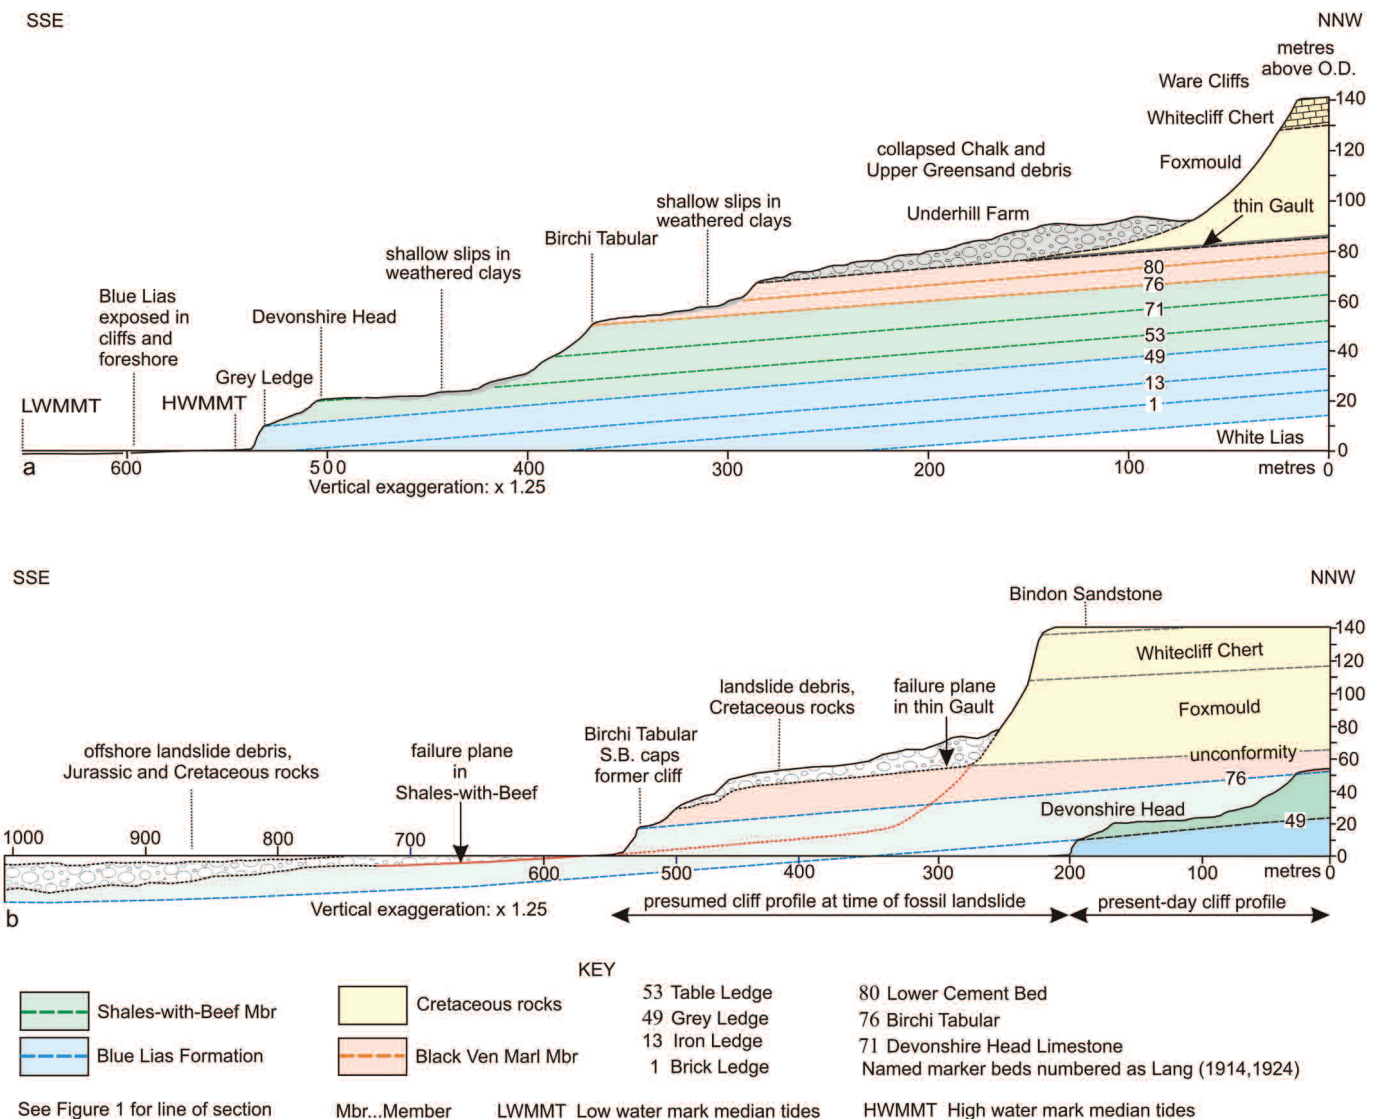 SSE
NNW
metres
above O.D.
Ware Cliffs
Whitecliff Chert
Foxmould
thin Gault
collapsed Chalk and
Upper Greensand debris
Underhill Farm
shallow slips in
weathered clays
Birchi Tabular
shallow slips in
weathered clays
Blue Lias
exposed in
cliffs and
foreshore
Devonshire Head
Grey Ledge
LWMMT
HWMMT
140
120
100
80
60
40
20
0
80
76
71
53
49
13
1
White Lias
a
600
500
400
300
200
100
metres 0
Vertical exaggeration: x 1.25
SSE
NNW
Bindon Sandstone
Whitecliff Chert
Foxmould
unconformity
76
Devonshire Head
49
landslide debris,
Cretaceous rocks
failure plane
in thin Gault
Birchi Tabular
S.B. caps
former cliff
failure plane
in
Shales-with-Beef
offshore landslide debris,
Jurassic and Cretaceous rocks
140
120
100
80
60
40
20
0
1000
900
800
700
600
500
400
300
200
100
metres 0
b
Vertical exaggeration: x 1.25
presumed cliff profile at time of fossil landslide
present-day cliff profile
KEY
Shales-with-Beef Mbr
Blue Lias Formation
Cretaceous rocks
Black Ven Marl Mbr
53 Table Ledge
49 Grey Ledge
13 Iron Ledge
1 Brick Ledge
80 Lower Cement Bed
76 Birchi Tabular
71 Devonshire Head Limestone
Named marker beds numbered as Lang (1914,1924)
See Figure 1 for line of section
Mbr...Member
LWMMT Low water mark median tides
HWMMT High water mark median tides